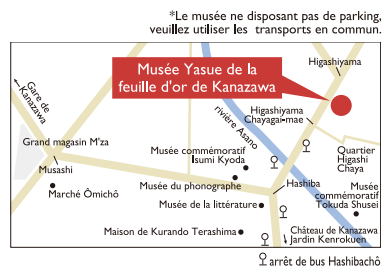 *Le musée ne disposant pas de parking,
veuillez utiliser les transports en commun.
Musée Yasue de la
feuille d'or de Kanazawa
Higashiyama
Gare de
Kanazawa
rivière Asano
Higashiyama
Chayagai-mae
Grand magasin M'za
Musée commémoratif
Isumi Kyoda
Quartier
Higashi
Chaya
Musashi
Marché Ômichô
Musée du phonographe
Hashiba
Musée
commémoratif
Tokuda Shusei
Musée de la littérature
Maison de Kurando Terashima
Château de Kanazawa
Jardin Kenrokuen
arrêt de bus Hashibachô